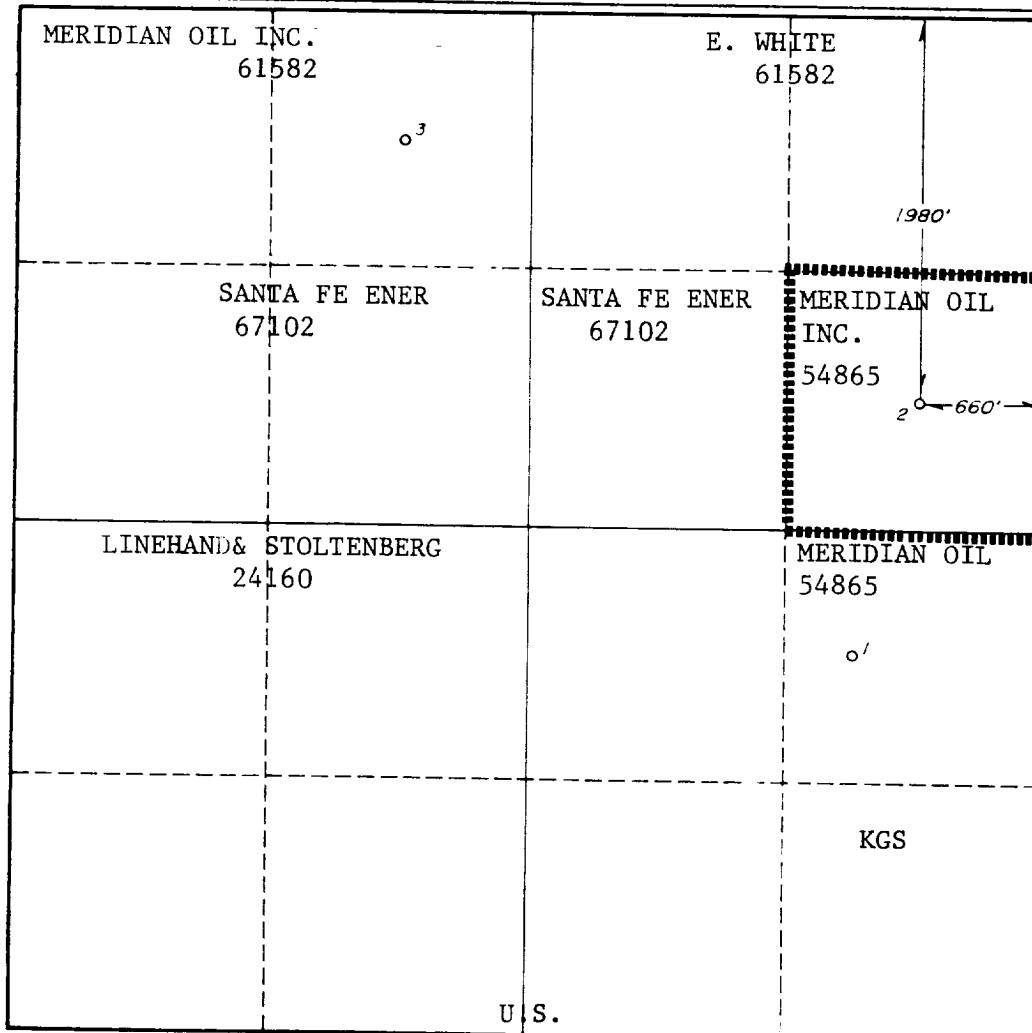 MERIDIAN OIL INC.
61582
E. WHITE
61582
3
1980'
SANTA FE ENER
67102
SANTA FE ENER
67102
MERIDIAN OIL
INC.
54865
2
660'
LINEHAND& STOLTENBERG
24160
MERIDIAN OIL
54865
1
KGS
U.S.